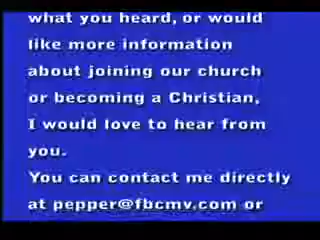 what you heard, or would
like more information
about joining our church
or becoming a Christian,
I would love to hear from
you.
You can contact me directly
at pepper@fbcmv.com or